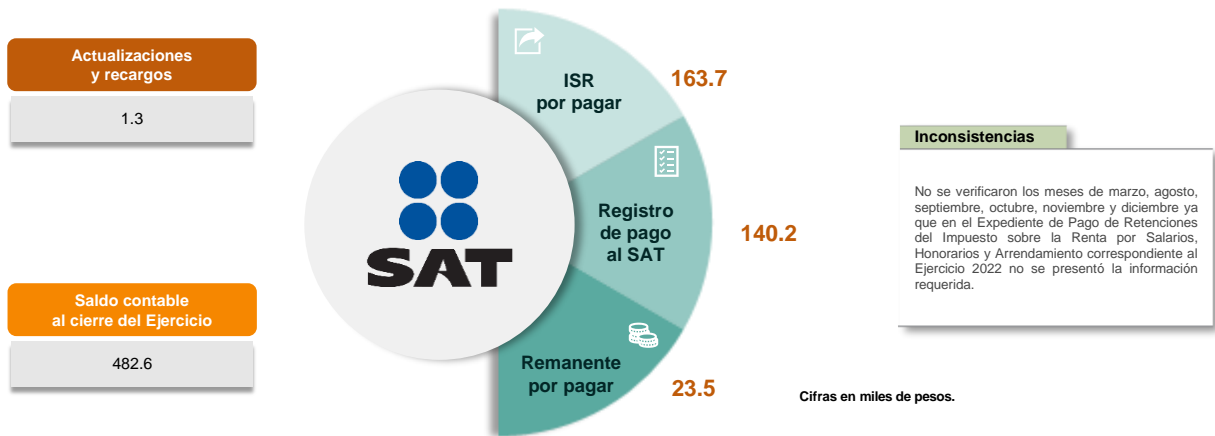 Actualizaciones
y recargos
1.3
Saldo contable
al cierre del Ejercicio
482.6
SAT
ISR
por pagar
163.7
Registro
de pago
al SAT
140.2
Remanente
por pagar
23.5
Inconsistencias
No se verificaron los meses de marzo, agosto,
septiembre, octubre, noviembre y diciembre ya
que en el Expediente de Pago de Retenciones
del Impuesto sobre la Renta por Salarios,
Honorarios y Arrendamiento correspondiente al
Ejercicio 2022 no se presentó la información
requerida.
Cifras en miles de pesos.